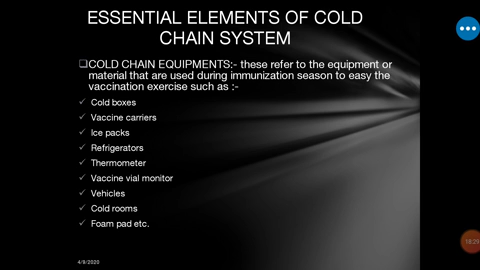 ESSENTIAL ELEMENTS OF COLD
CHAIN SYSTEM
❑COLD CHAIN EQUIPMENTS:- these refer to the equipment or
material that are used during immunization season to easy the
vaccination exercise such as :-
✓ Cold boxes
✓ Vaccine carriers
✓ Ice packs
✓ Refrigerators
✓ Thermometer
✓ Vaccine vial monitor
✓ Vehicles
✓ Cold rooms
✓ Foam pad etc.
18:29
4/9/2020